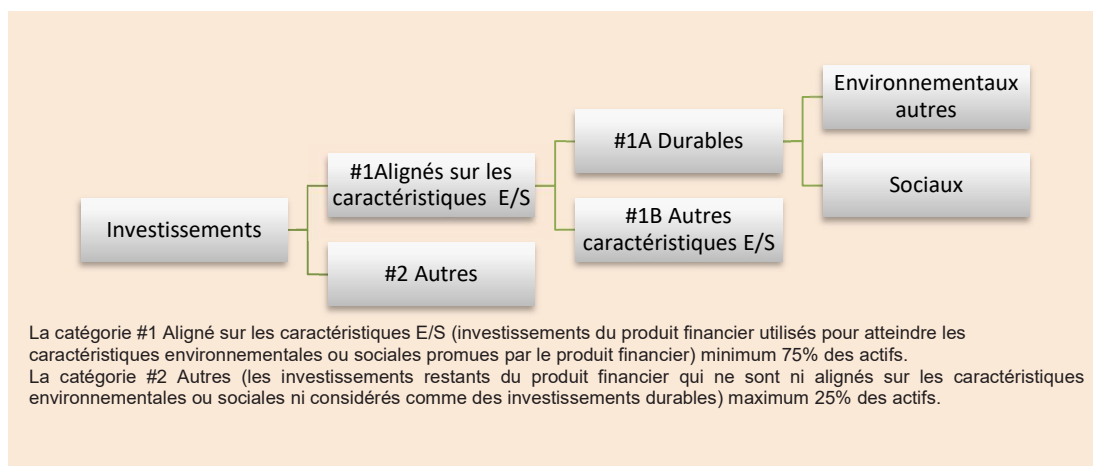 Investissements
#1Alignés sur les
caractéristiques E/S
#2 Autres
#1A Durables
#1B Autres
caractéristiques E/S
Environnementaux
autres
Sociaux
La catégorie #1 Aligné sur les caractéristiques E/S (investissements du produit financier utilisés pour atteindre les
caractéristiques environnementales ou sociales promues par le produit financier) minimum 75% des actifs.
La catégorie #2 Autres (les investissements restants du produit financier qui ne sont ni alignés sur les caractéristiques
environnementales ou sociales ni considérés comme des investissements durables) maximum 25% des actifs.